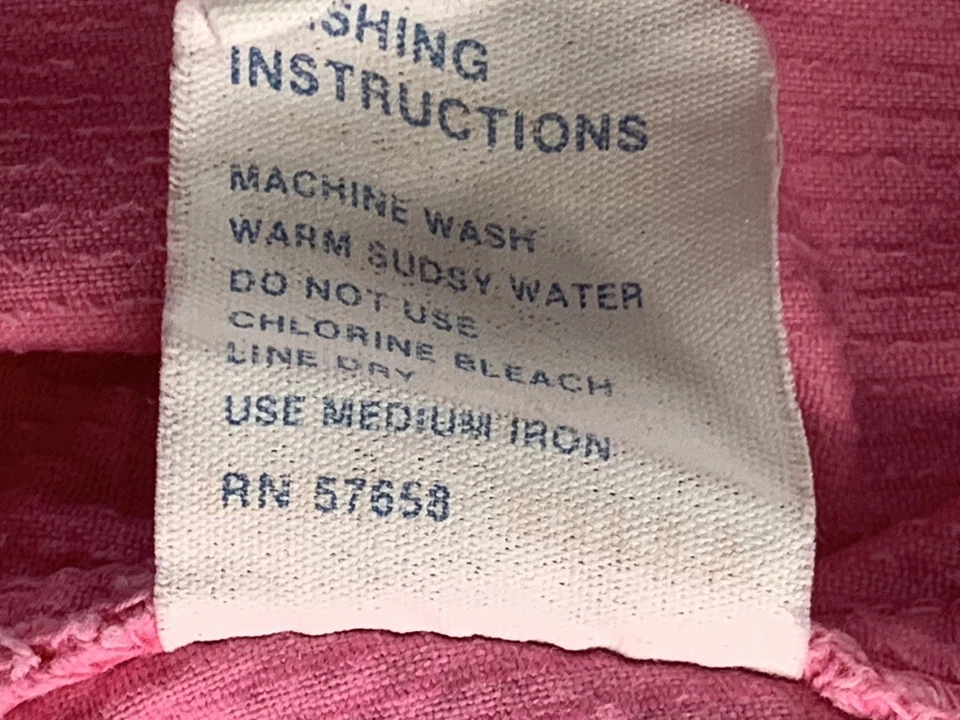 SHING
INSTRUCTIONS
MACHINE WASH
WARM SUDSY WATER
DO NOT USE
CHLORINE BLEACH
LINE DRY
USE MEDIUM IRON
RN 57658